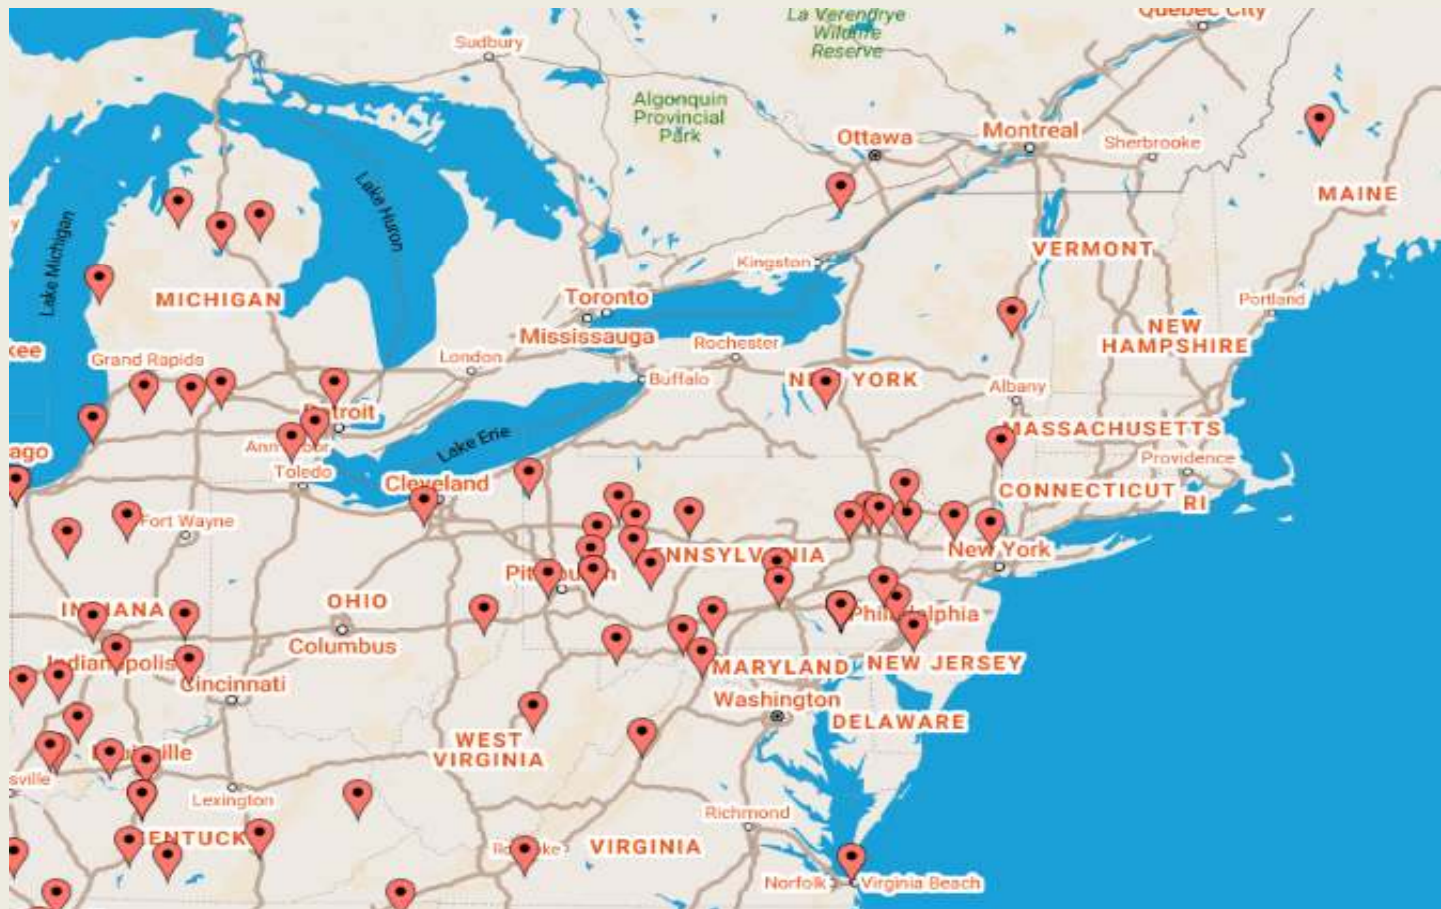 La Verendrye
Wildlife
Reserve
Quebec City
Sudbury
Algonquin
Provincial
Park
Ottawa
Montreal
Sherbrooke
MAINE
Lake Huron
Lake Michigan
VERMONT
Kingston
MICHIGAN
Toronto
Mississauga
Portland
NEW
HAMPSHIRE
Grand Rapids
London
Rochester
Buffalo
Albany
MASSACHUSETTS
Lake Erie
Toledo
Cleveland
Providence
CONNECTICUT
RI
Fort Wayne
New York
OHIO
Columbus
MARYLAND
NEW JERSEY
Cincinnati
Washington
DELAWARE
WEST
VIRGINIA
Lexington
Richmond
VIRGINIA
Norfolk
Virginia Beach